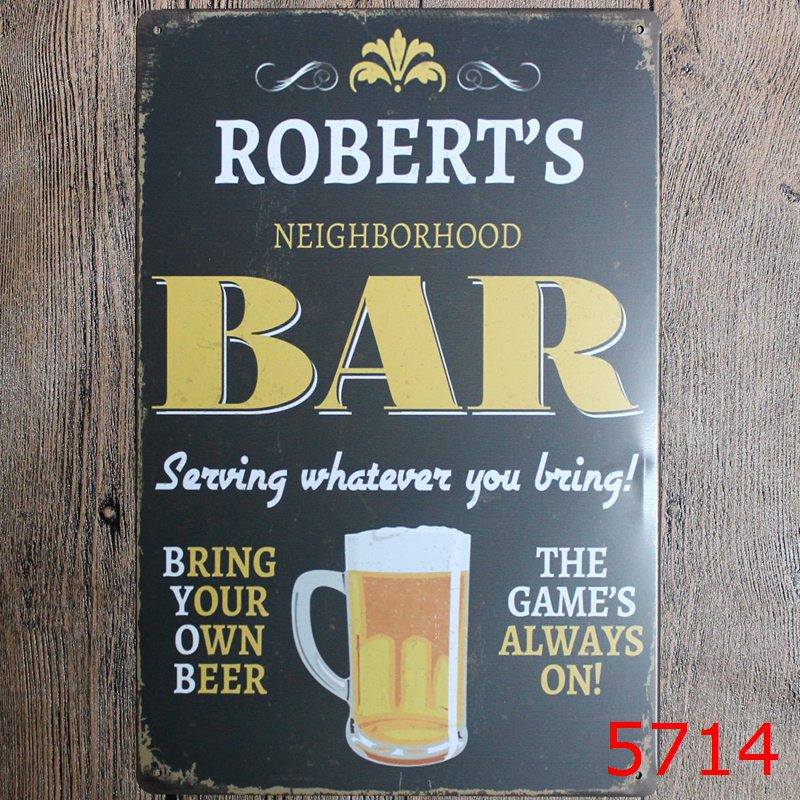 ROBERT'S
NEIGHBORHOOD
BAR
Serving whatever you bring!
BRING
YOUR
OWN
BEER
THE
GAME'S
ALWAYS
ON!
5714